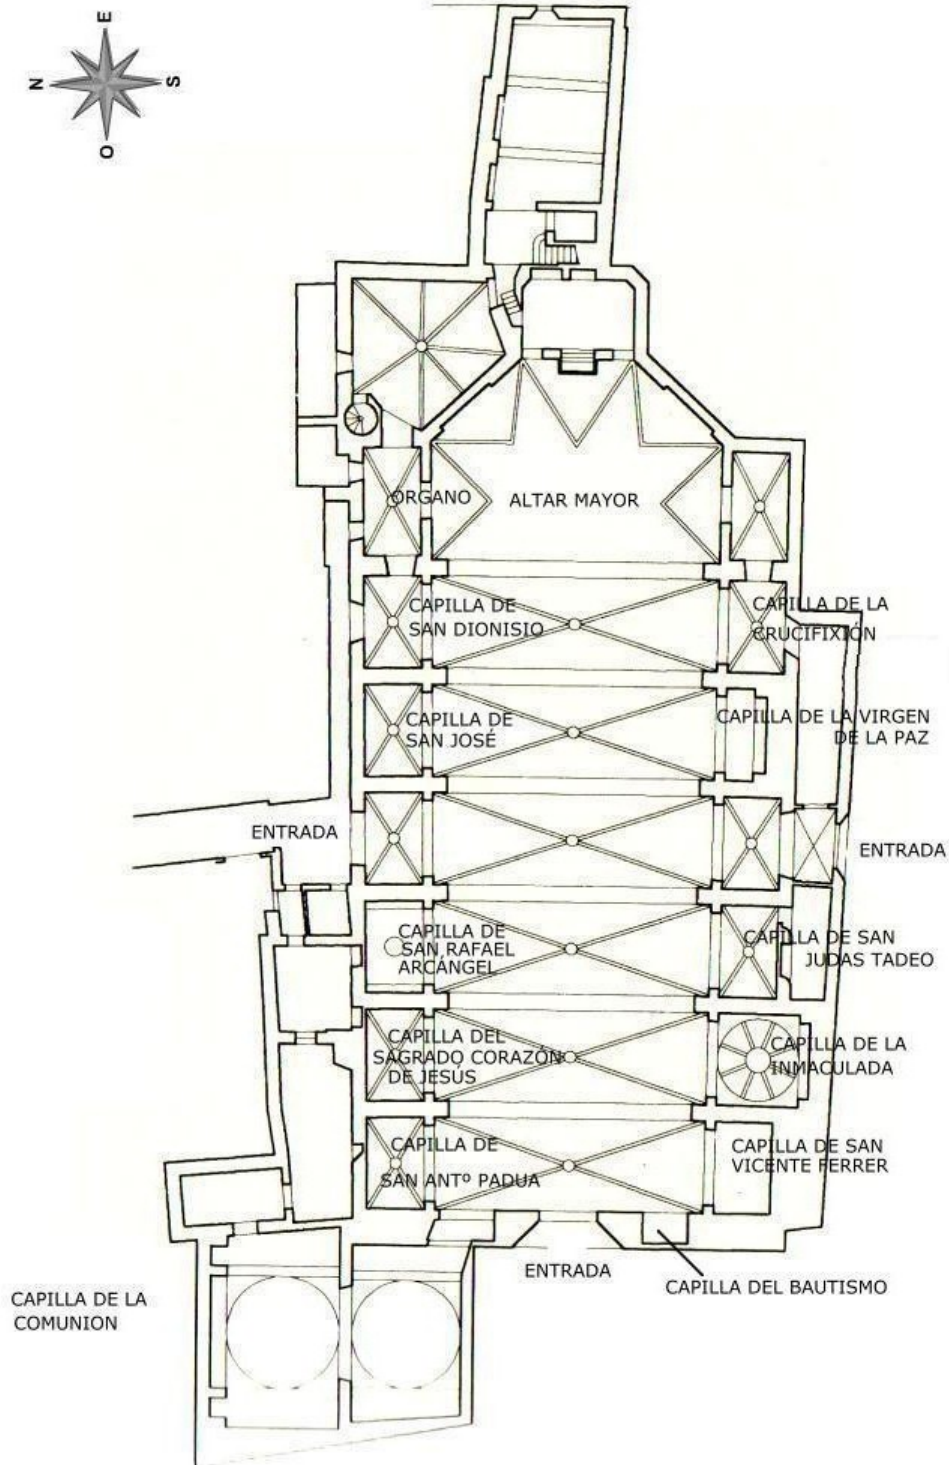 E
N
S
O
ORGANO
ALTAR MAYOR
CAPILLA DE
SAN DIONISIO
CAPILLA DE LA
CRUCIFIXIÓN
CAPILLA DE
SAN JOSÉ
CAPILLA DE LA VIRGEN
DE LA PAZ
ENTRADA
ENTRADA
CAPILLA DE
SAN RAFAEL
ARCÁNGEL
CAPILLA DE SAN
JUDAS TADEO
CAPILLA DEL
SAGRADO CORAZÓN
DE JESÚS
CAPILLA DE LA
INMACULADA
CAPILLA DE
SAN ANTº PADUA
CAPILLA DE SAN
VICENTE FERRER
ENTRADA
CAPILLA DEL BAUTISMO
CAPILLA DE LA
COMUNION